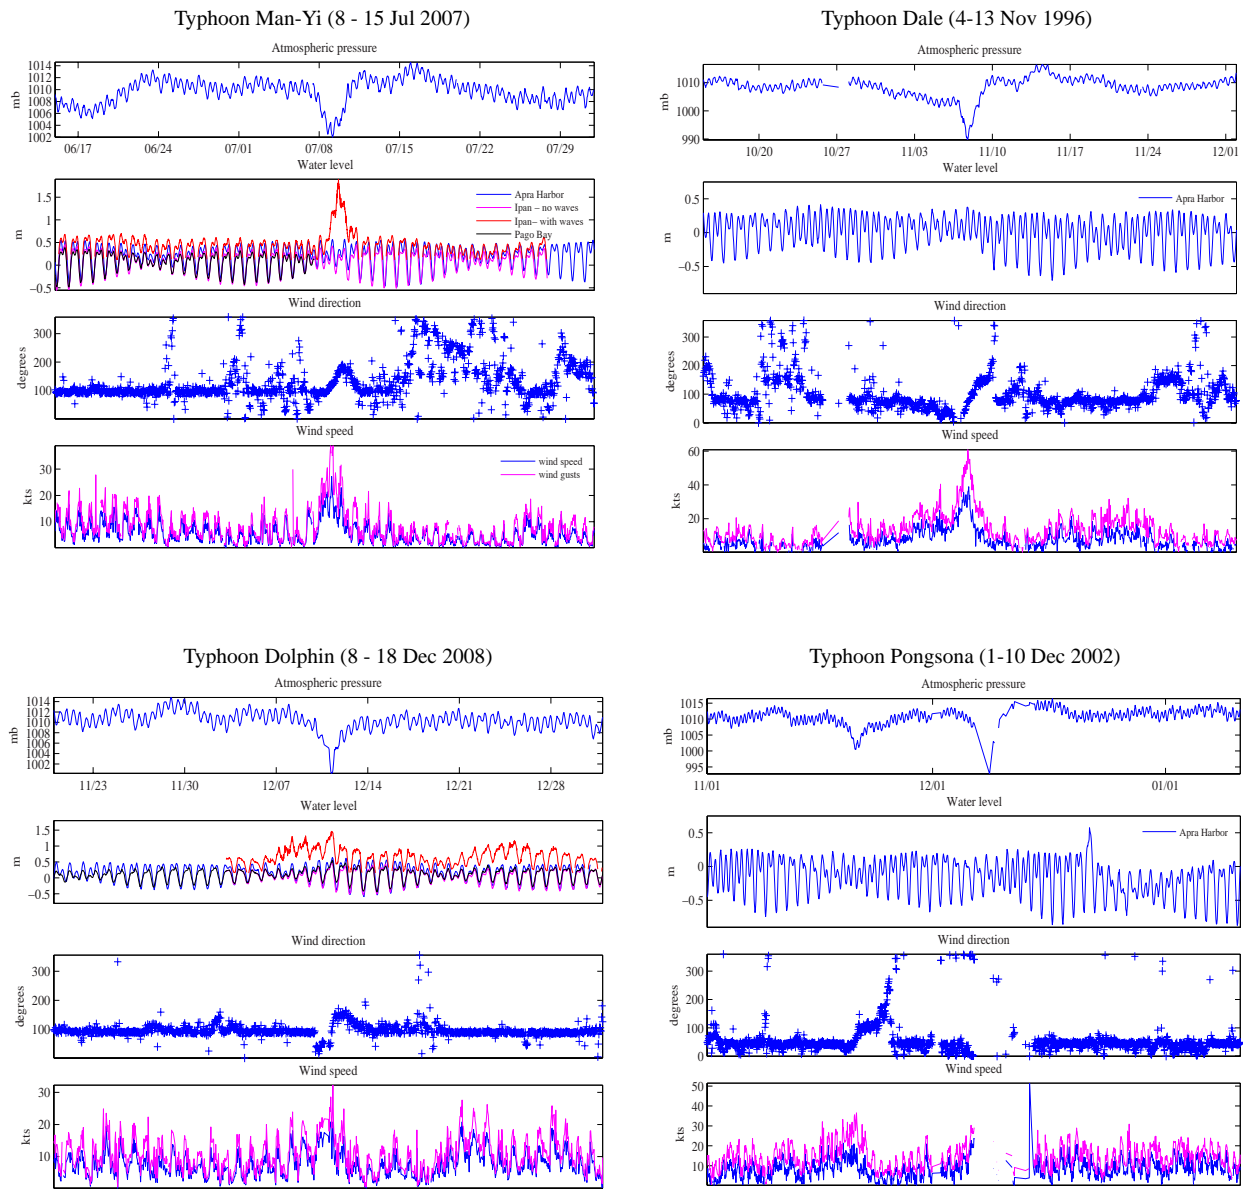 Typhoon Man-Yi (8 - 15 Jul 2007)
Atmospheric pressure
1014
1012
1010
1008
1006
1004
1002
mb
06/17 06/24 07/01 07/08 07/15 07/22 07/29
Water level
1.5
1
0.5
0
−0.5
m
Apra Harbor
Ipan – no waves
Ipan– with waves
Pago Bay
Wind direction
300
200
100
degrees
Wind speed
30
20
10
kts
wind speed
wind gusts
Typhoon Dale (4-13 Nov 1996)
Atmospheric pressure
1010
1000
990
mb
10/20 10/27 11/03 11/10 11/17 11/24 12/01
Water level
0.5
0
−0.5
m
Apra Harbor
Wind direction
300
200
100
0
degrees
Wind speed
60
40
20
kts
Typhoon Dolphin (8 - 18 Dec 2008)
Atmospheric pressure
1014
1012
1010
1008
1006
1004
1002
mb
11/23 11/30 12/07 12/14 12/21 12/28
Water level
1.5
1
0.5
0
−0.5
m
Wind direction
300
200
100
degrees
Wind speed
30
20
10
kts
Typhoon Pongsona (1-10 Dec 2002)
Atmospheric pressure
1015
1010
1005
1000
995
mb
11/01 12/01 01/01
Water level
0.5
0
−0.5
m
Apra Harbor
Wind direction
300
200
100
0
degrees
Wind speed
50
40
30
20
10
kts